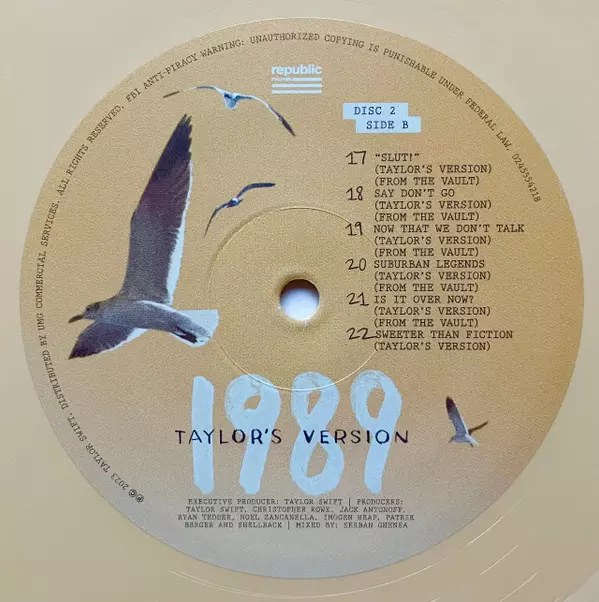 ℗ © 2023 TAYLOR SWIFT. DISTRIBUTED BY UMG COMMERCIAL SERVICES. ALL RIGHTS RESERVED. FBI ANTI-PIRACY WARNING: UNAUTHORIZED COPYING IS PUNISHABLE UNDER FEDERAL LAW. 0245554218
republic
DISC 2
SIDE B
17 "SLUT!"
(TAYLOR'S VERSION)
(FROM THE VAULT)
18 SAY DON'T GO
(TAYLOR'S VERSION)
(FROM THE VAULT)
19 NOW THAT WE DON'T TALK
(TAYLOR'S VERSION)
(FROM THE VAULT)
20 SUBURBAN LEGENDS
(TAYLOR'S VERSION)
(FROM THE VAULT)
21 IS IT OVER NOW?
(TAYLOR'S VERSION)
(FROM THE VAULT)
22 SWEETER THAN FICTION
(TAYLOR'S VERSION)
1989
TAYLOR'S VERSION
EXECUTIVE PRODUCER: TAYLOR SWIFT | PRODUCERS:
TAYLOR SWIFT, CHRISTOPHER ROWE, JACK ANTONOFF,
RYAN TEDDER, NOEL ZANCANELLA, IMOGEN HEAP, PATRIK
BERGER AND SHELLBACK | MIXED BY: SERBAN GHENEA